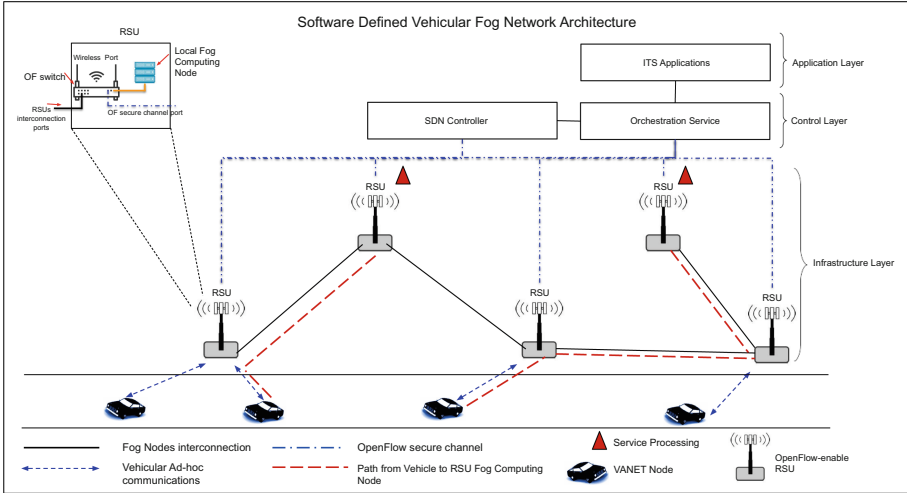 Software Defined Vehicular Fog Network Architecture
RSU
Wireless Port
Local Fog
Computing
Node
OF switch
RSUs
interconnection
ports
OF secure channel port
ITS Applications
Application Layer
SDN Controller
Orchestration Service
Control Layer
RSU
RSU
Infrastructure Layer
RSU
RSU
RSU
Fog Nodes interconnection
OpenFlow secure channel
Service Processing
Vehicular Ad-hoc
communications
Path from Vehicle to RSU Fog Computing
Node
VANET Node
OpenFlow-enable
RSU